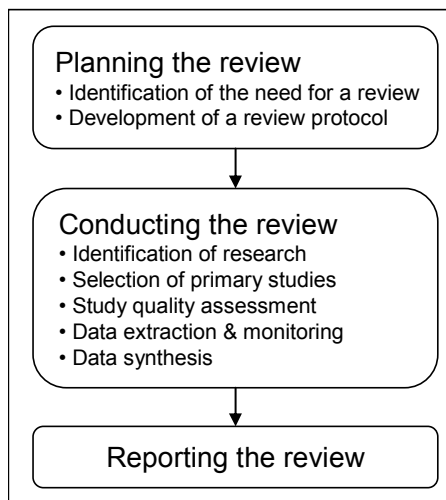 Planning the review
• Identification of the need for a review
• Development of a review protocol
Conducting the review
• Identification of research
• Selection of primary studies
• Study quality assessment
• Data extraction & monitoring
• Data synthesis
Reporting the review